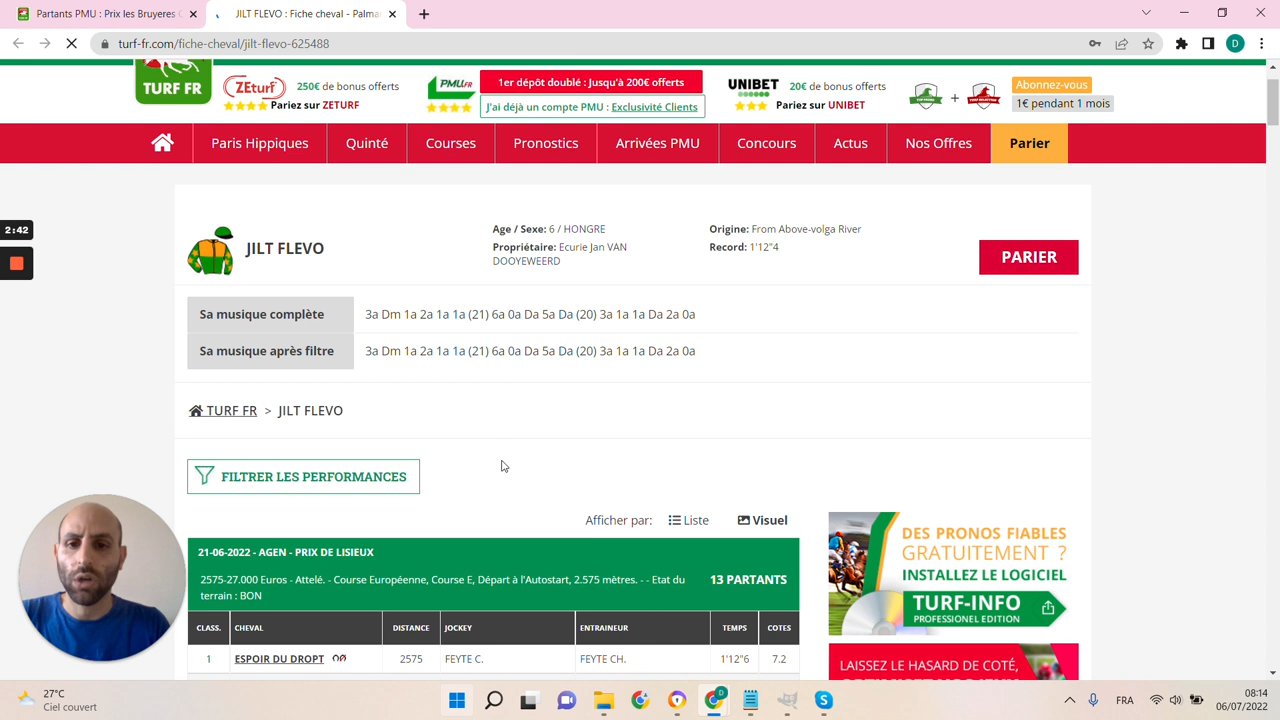 Partants PMU : Prix les Bruyeres
JILT FLEVO : Fiche cheval - Palma
turf-fr.com/fiche-cheval/jilt-flevo-625488
D
TURF FR
ZEturf
250€ de bonus offerts
Pariez sur ZETURF
PMU.FR
1er dépôt doublé : Jusqu'à 200€ offerts
J'ai déjà un compte PMU : Exclusivité Clients
UNIBET
20€ de bonus offerts
Pariez sur UNIBET
+
Abonnez-vous
1€ pendant 1 mois
Paris Hippiques
Quinté
Courses
Pronostics
Arrivées PMU
Concours
Actus
Nos Offres
Parier
2:42
JILT FLEVO
Age / Sexe: 6 / HONGRE
Propriétaire: Ecurie Jan VAN
DOOYEWEERD
Origine: From Above-volga River
Record: 1'12"4
PARIER
Sa musique complète
3a Dm 1a 2a 1a 1a (21) 6a 0a Da 5a Da (20) 3a 1a 1a Da 2a 0a
Sa musique après filtre
3a Dm 1a 2a 1a 1a (21) 6a 0a Da 5a Da (20) 3a 1a 1a Da 2a 0a
TURF FR > JILT FLEVO
FILTRER LES PERFORMANCES
Afficher par: Liste Visuel
21-06-2022 - AGEN - PRIX DE LISIEUX
2575-27.000 Euros - Attelé. - Course Européenne, Course E, Départ à l'Autostart, 2.575 mètres. - - Etat du
terrain : BON
13 PARTANTS
CLASS. CHEVAL DISTANCE JOCKEY ENTRAINEUR TEMPS COTES
1 ESPOIR DU DROPT 2575 FEYTE C. FEYTE CH. 1'12"6 7.2
DES PRONOS FIABLES
GRATUITEMENT ?
INSTALLEZ LE LOGICIEL
TURF-INFO
PROFESSIONEL EDITION
LAISSEZ LE HASARD DE COTÉ,
27°C
Ciel couvert
D
FRA
08:14
06/07/2022